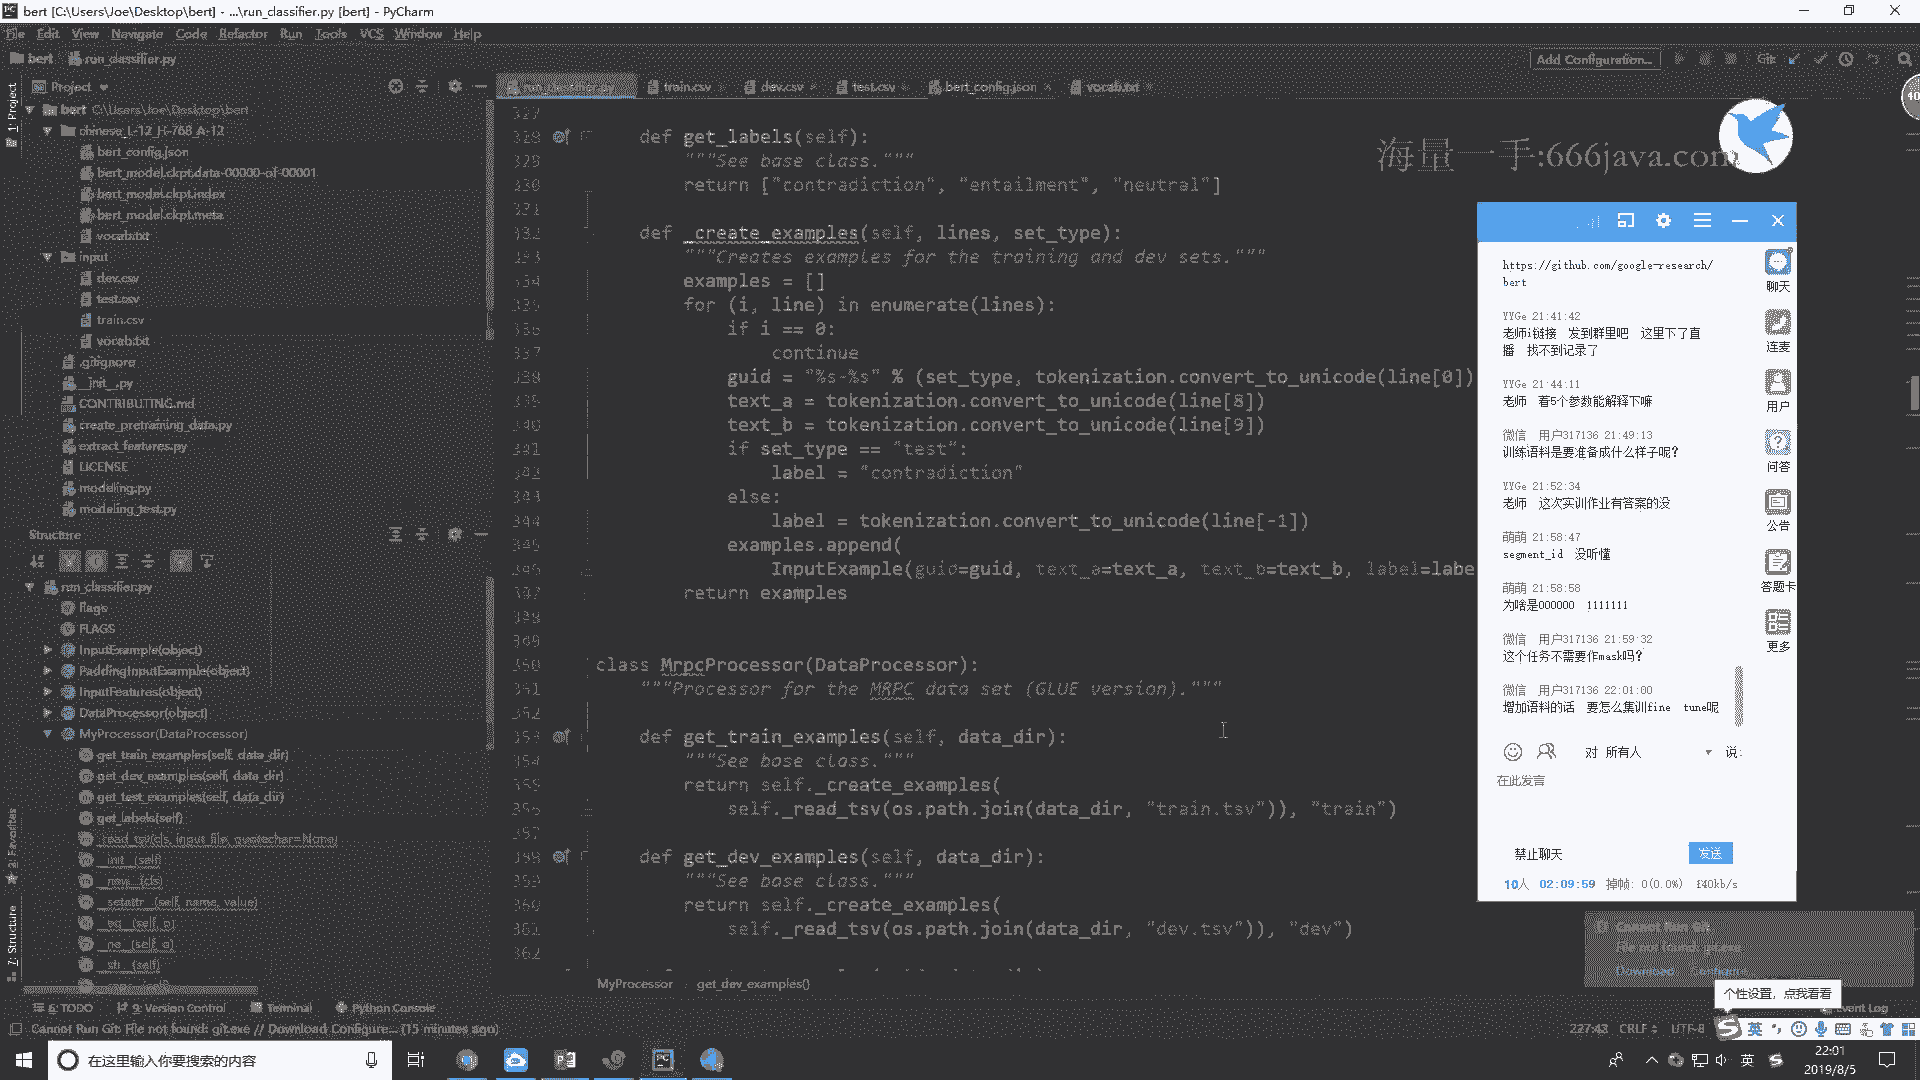 bert [C:\Users\Joe\Desktop\bert] - ...\run_classifier.py [bert] - PyCharm
File Edit View Navigate Code Refactor Run Tools VCS Window Help
bert run_classifier.py
Add Configuration...
Git:
Project
run_classifier.py train.csv dev.csv test.csv bert_config.json vocab.txt
1: Project
bert C:\Users\Joe\Desktop\bert
chinese_L-12_H-768_A-12
bert_config.json
bert_model.ckpt.data-00000-of-00001
bert_model.ckpt.index
bert_model.ckpt.meta
vocab.txt
input
dev.csv
test.csv
train.csv
vocab.txt
.gitignore
__init__.py
CONTRIBUTING.md
create_pretraining_data.py
extract_features.py
LICENSE
modeling.py
modeling_test.py
Structure
run_classifier.py
flags
FLAGS
InputExample(object)
PaddingInputExample(object)
InputFeatures(object)
DataProcessor(object)
MyProcessor(DataProcessor)
get_train_examples(self, data_dir)
get_dev_examples(self, data_dir)
get_test_examples(self, data_dir)
get_labels(self)
_read_tsv(cls, input_file, quotechar=None)
__init__(self)
__new__(cls)
__setattr__(self, name, value)
__eq__(self, o)
__ne__(self, o)
__str__(self)
2: Favorites
7: Structure
327
328 def get_labels(self):
329 """See base class."""
330 return ["contradiction", "entailment", "neutral"]
331
332 def _create_examples(self, lines, set_type):
333 """Creates examples for the training and dev sets."""
334 examples = []
335 for (i, line) in enumerate(lines):
336 if i == 0:
337 continue
338 guid = "%s-%s" % (set_type, tokenization.convert_to_unicode(line[0])
339 text_a = tokenization.convert_to_unicode(line[8])
340 text_b = tokenization.convert_to_unicode(line[9])
341 if set_type == "test":
342 label = "contradiction"
343 else:
344 label = tokenization.convert_to_unicode(line[-1])
345 examples.append(
346 InputExample(guid=guid, text_a=text_a, text_b=text_b, label=labe
347 return examples
348
349
350 class MrpcProcessor(DataProcessor):
351 """Processor for the MRPC data set (GLUE version)."""
352
353 def get_train_examples(self, data_dir):
354 """See base class."""
355 return self._create_examples(
356 self._read_tsv(os.path.join(data_dir, "train.tsv")), "train")
357
358 def get_dev_examples(self, data_dir):
359 """See base class."""
360 return self._create_examples(
361 self._read_tsv(os.path.join(data_dir, "dev.tsv")), "dev")
362
MyProcessor get_dev_examples()
海量一手:666java.com
40
https://github.com/google-research/
bert
YYGe 21:41:42
老师i链接 发到群里吧 这里下了直
播 找不到记录了
YYGe 21:44:11
老师 着5个参数能解释下嘛
微信 用户317136 21:49:13
训练语料是要准备成什么样子呢?
YYGe 21:52:34
老师 这次实训作业有答案的没
萌萌 21:58:47
segment_id 没听懂
萌萌 21:58:58
为啥是000000 1111111
微信 用户317136 21:59:32
这个任务不需要作mask吗?
微信 用户317136 22:01:00
增加语料的话 要怎么集训fine tune呢
对 所有人 说:
在此发言
禁止聊天 发送
10人 02:09:59 掉帧: 0(0.0%) f40kb/s
聊天
连麦
用户
问答
公告
答题卡
更多
Cannot Run Git
File not found: git.exe
Download Configure...
个性设置，点我看看
6: TODO 9: Version Control Terminal Python Console
Event Log
Cannot Run Git: File not found: git.exe // Download Configure... (15 minutes ago)
227:43 CRLF UTF-8
英
在这里输入你要搜索的内容
英
22:01
2019/8/5